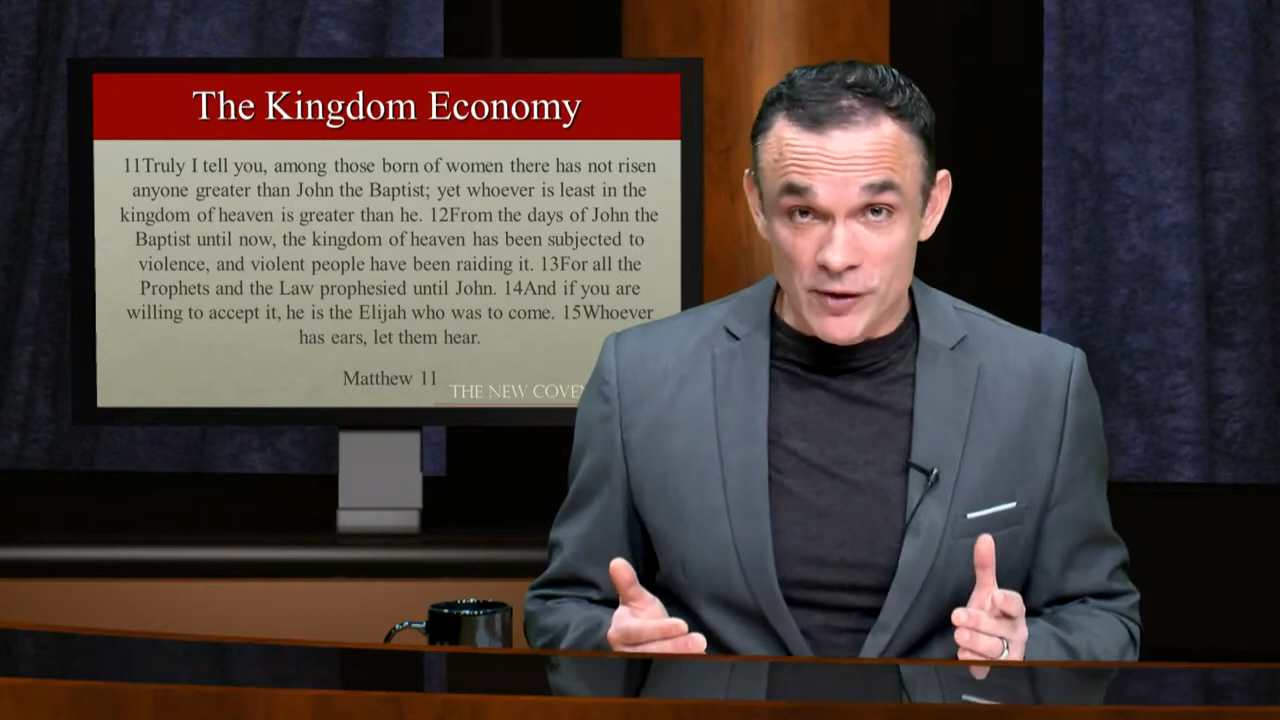 The Kingdom Economy
11Truly I tell you, among those born of women there has not risen
anyone greater than John the Baptist; yet whoever is least in the
kingdom of heaven is greater than he. 12From the days of John the
Baptist until now, the kingdom of heaven has been subjected to
violence, and violent people have been raiding it. 13For all the
Prophets and the Law prophesied until John. 14And if you are
willing to accept it, he is the Elijah who was to come. 15Whoever
has ears, let them hear.
Matthew 11
THE NEW